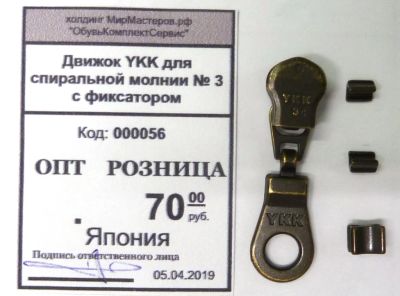 холдинг МирМастеров.рф
"ОбувьКомплектСервис"
Движок YKK для
спиральной молнии № 3
с фиксатором
Код: 000056
ОПТ РОЗНИЦА
70 00 руб.
Япония
Подпись ответственного лица
05.04.2019
YKK
YKK